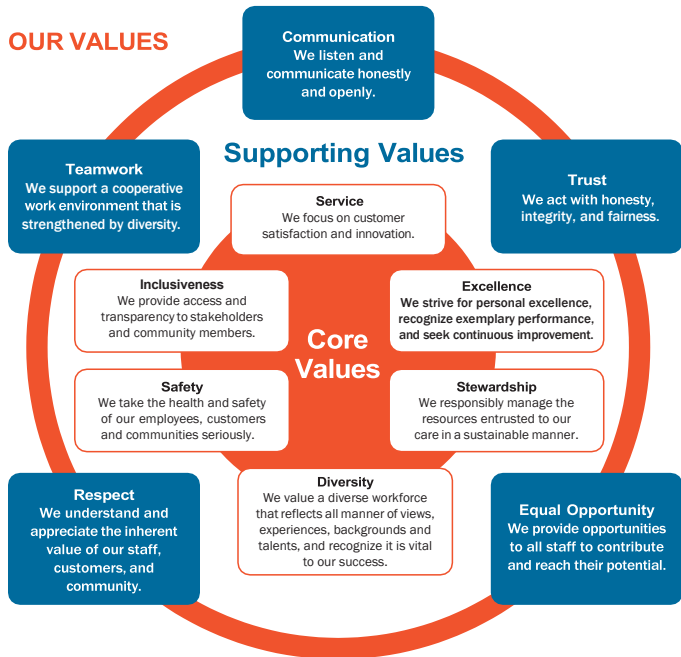 OUR VALUES
Communication
We listen and
communicate honestly
and openly.
Supporting Values
Teamwork
We support a cooperative
work environment that is
strengthened by diversity.
Trust
We act with honesty,
integrity, and fairness.
Service
We focus on customer
satisfaction and innovation.
Inclusiveness
We provide access and
transparency to stakeholders
and community members.
Excellence
We strive for personal excellence,
recognize exemplary performance,
and seek continuous improvement.
Core
Values
Safety
We take the health and safety
of our employees, customers
and communities seriously.
Stewardship
We responsibly manage the
resources entrusted to our
care in a sustainable manner.
Diversity
We value a diverse workforce
that reflects all manner of views,
experiences, backgrounds and
talents, and recognize it is vital
to our success.
Respect
We understand and
appreciate the inherent
value of our staff,
customers, and
community.
Equal Opportunity
We provide opportunities
to all staff to contribute
and reach their potential.